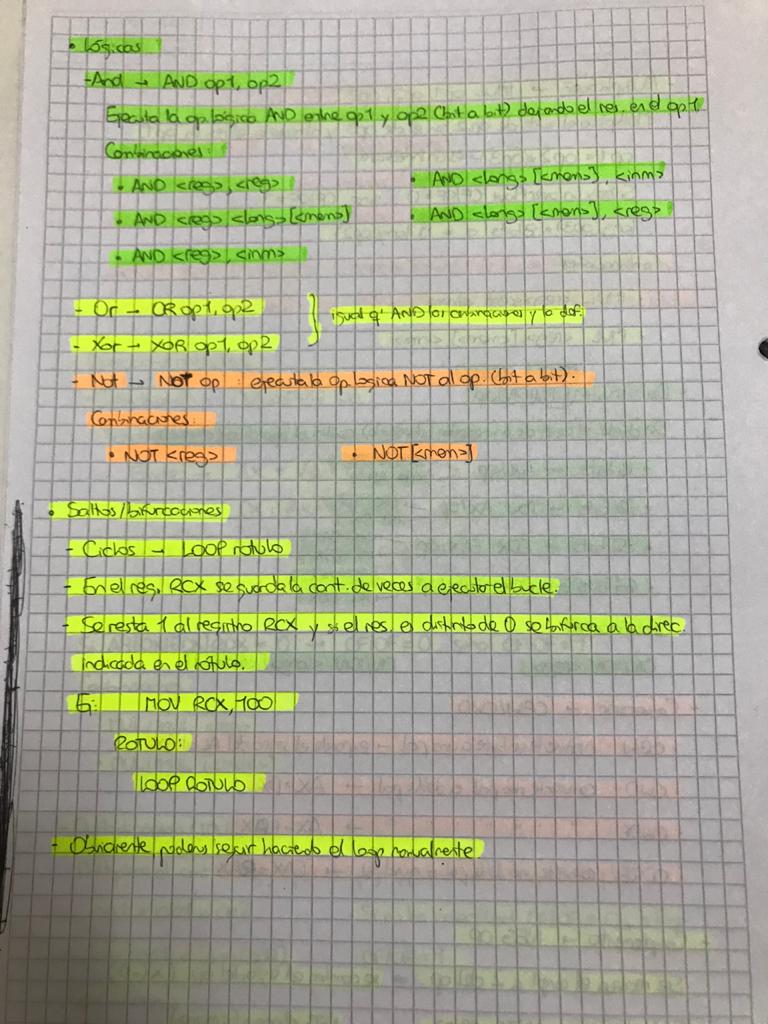 • Lógicas
- And → AND op1, op2
Ejecuta la op. lógica AND entre op1 y op2 (bit a bit) dejando el res. en el op1
Combinaciones:
• AND <reg>, <reg>
• AND <long> [<mem>], <inm>
• AND <reg> <long> [<mem>]
• AND <long> [<mem>], <reg>
• AND <reg>, <inm>
- Or → OR op1, op2
} igual q' AND las combinaciones y la def.
- Xor → XOR op1, op2
- Not → NOT op : ejecuta la op. lógica NOT al op. (bit a bit).
Combinaciones:
• NOT <reg>
• NOT [<mem>]
• Saltos/bifurcaciones
- Ciclos → LOOP rotulo
- En el reg. RCX se guarda la cant. de veces a ejecutar el bucle.
- Se resta 1 al registro RCX y si el res. es distinto de 0 se bifurca a la direc.
indicada en el rótulo.
Ej: MOV RCX, 100
ROTULO:
LOOP ROTULO
- podems seguir haciendo el loop normalmente